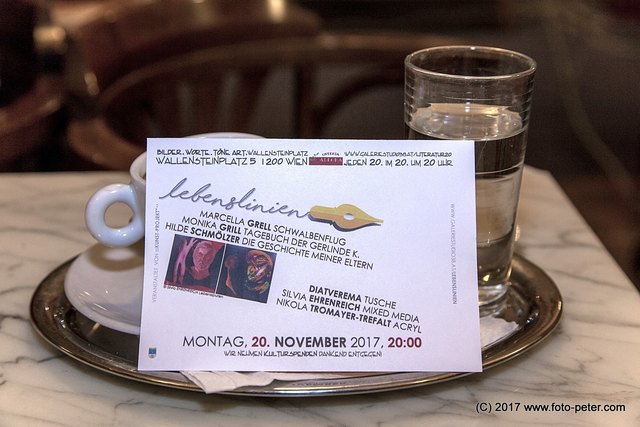 BILDER. WORTE. TÖNE. ART.WALLENSTEINPLATZ
WALLENSTEINPLATZ 5 1200 WIEN JEDEN 20. IM 20. UM 20 UHR
lebenslinien
MARCELLA GRELL SCHWALBENFLUG
MONIKA GRILL TAGEBUCH DER GERLINDE K.
HILDE SCHMÖLZER DIE GESCHICHTE MEINER ELTERN
DIATVEREMA TUSCHE
SILVIA EHRENREICH MIXED MEDIA
NIKOLA TROMAYER-TREFALT ACRYL
MONTAG, 20. NOVEMBER 2017, 20:00
WIR NEHMEN KULTURSPENDEN DANKEND ENTGEGEN!
(C) 2017 www.foto-peter.com